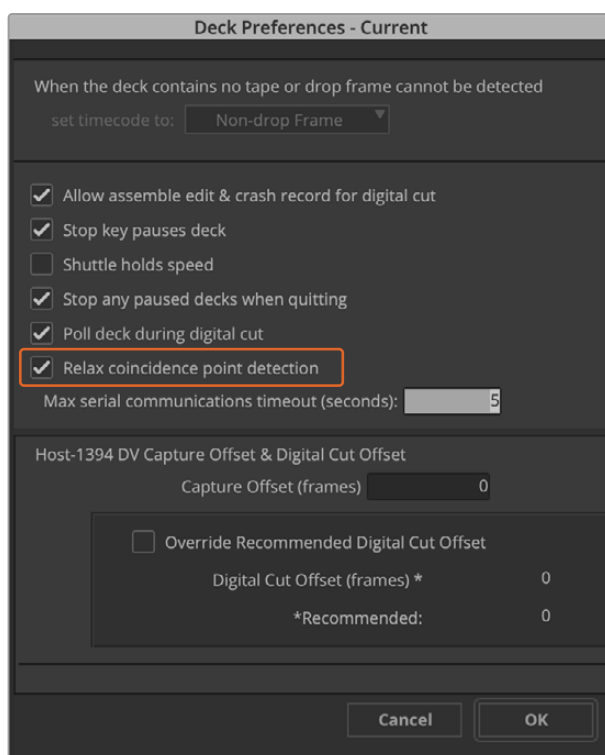 Deck Preferences - Current
When the deck contains no tape or drop frame cannot be detected
set timecode to: Non-drop Frame
Allow assemble edit & crash record for digital cut
Stop key pauses deck
Shuttle holds speed
Stop any paused decks when quitting
Poll deck during digital cut
Relax coincidence point detection
Max serial communications timeout (seconds): 5
Host-1394 DV Capture Offset & Digital Cut Offset
Capture Offset (frames) 0
Override Recommended Digital Cut Offset
Digital Cut Offset (frames) * 0
*Recommended: 0
Cancel OK